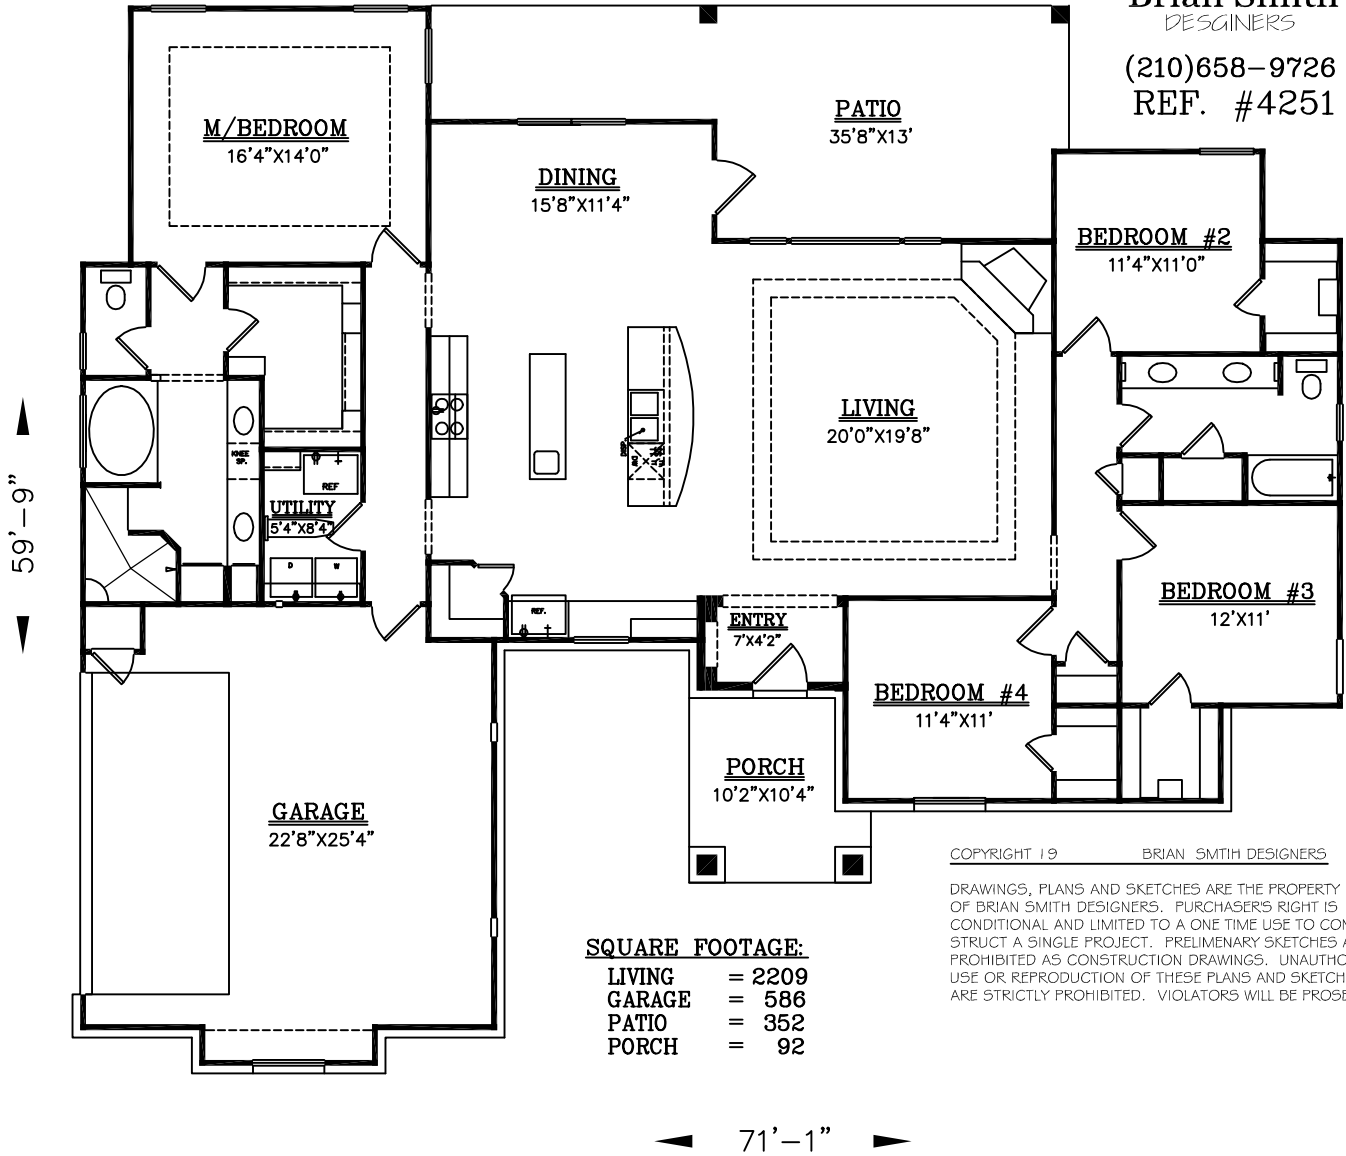 Brian Smith
DESGINERS
(210)658-9726
REF. #4251
M/BEDROOM
16'4"X14'0"
PATIO
35'8"X13'
DINING
15'8"X11'4"
BEDROOM #2
11'4"X11'0"
LIVING
20'0"X19'8"
KNEE
SP.
REF
UTILITY
5'4"X8'4"
D
W
DISP.
DW
59'-9"
REF.
ENTRY
7'X4'2"
BEDROOM #3
12'X11'
BEDROOM #4
11'4"X11'
PORCH
10'2"X10'4"
GARAGE
22'8"X25'4"
COPYRIGHT 19 BRIAN SMTIH DESIGNERS
DRAWINGS, PLANS AND SKETCHES ARE THE PROPERTY
OF BRIAN SMITH DESIGNERS. PURCHASER'S RIGHT IS
CONDITIONAL AND LIMITED TO A ONE TIME USE TO CON
STRUCT A SINGLE PROJECT. PRELIMENARY SKETCHES A
PROHIBITED AS CONSTRUCTION DRAWINGS. UNAUTHO
USE OR REPRODUCTION OF THESE PLANS AND SKETCH
ARE STRICTLY PROHIBITED. VIOLATORS WILL BE PROSE
SQUARE FOOTAGE:
LIVING = 2209
GARAGE = 586
PATIO = 352
PORCH = 92
71'-1"